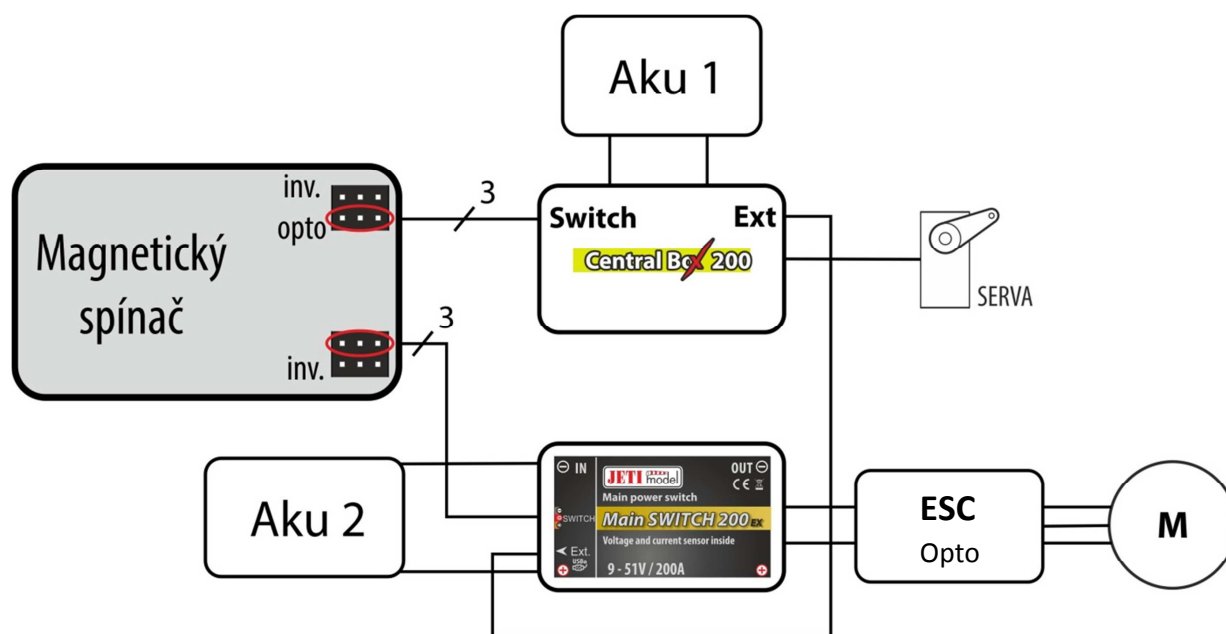 Aku 1
Magnetický
spínač
inv.
opto
3
Switch
Ext
Central Box 200
SERVA
3
inv.
Aku 2
IN
JETI model
OUT
CE
Main power switch
SWITCH
Main SWITCH 200 EX
Voltage and current sensor inside
Ext.
9 - 51V / 200A
ESC
Opto
M